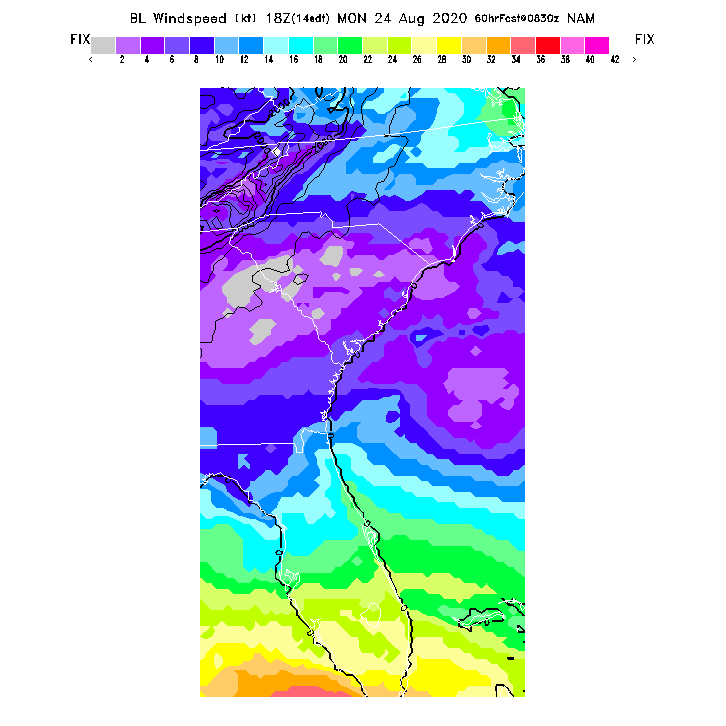 BL Windspeed [kt] 18Z(14edt) MON 24 Aug 2020 60hrFcst@0830z NAM
FIX FIX
< 2 4 6 8 10 12 14 16 18 20 22 24 26 28 30 32 34 36 38 40 42 >